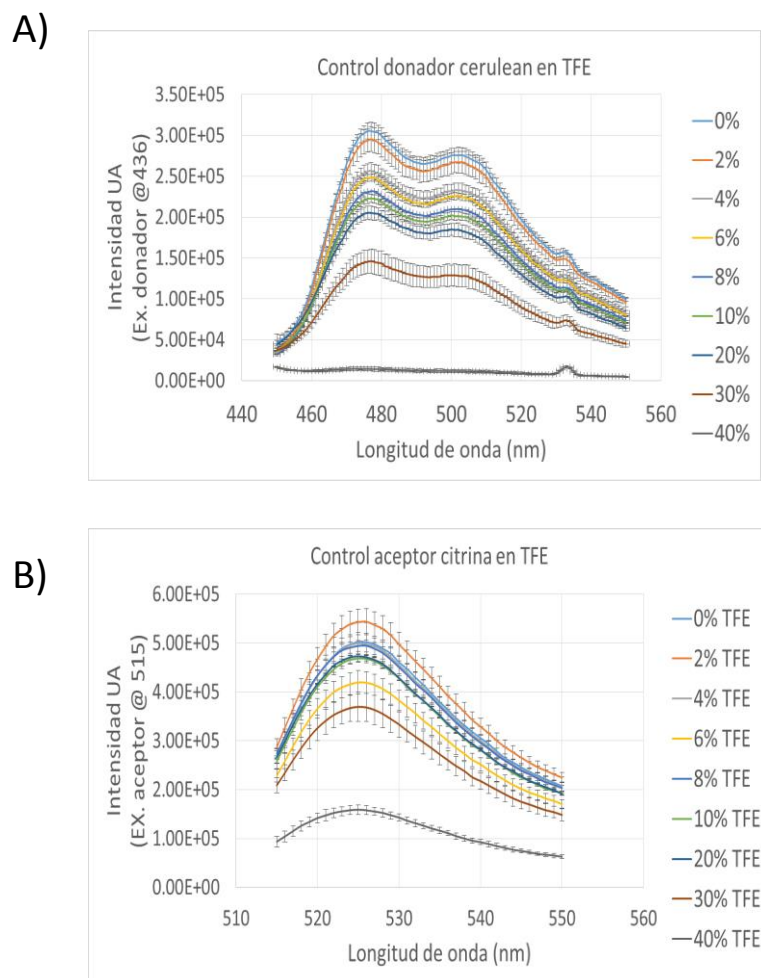 A)
Control donador cerulean en TFE
Intensidad UA
(Ex. donador @436)
3.50E+05
3.00E+05
2.50E+05
2.00E+05
1.50E+05
1.00E+05
5.00E+04
0.00E+00
440 460 480 500 520 540 560
Longitud de onda (nm)
0%
2%
4%
6%
8%
10%
20%
30%
40%
B)
Control aceptor citrina en TFE
Intensidad UA
(EX. aceptor @ 515)
6.00E+05
5.00E+05
4.00E+05
3.00E+05
2.00E+05
1.00E+05
0.00E+00
510 520 530 540 550 560
Longitud de onda (nm)
0% TFE
2% TFE
4% TFE
6% TFE
8% TFE
10% TFE
20% TFE
30% TFE
40% TFE